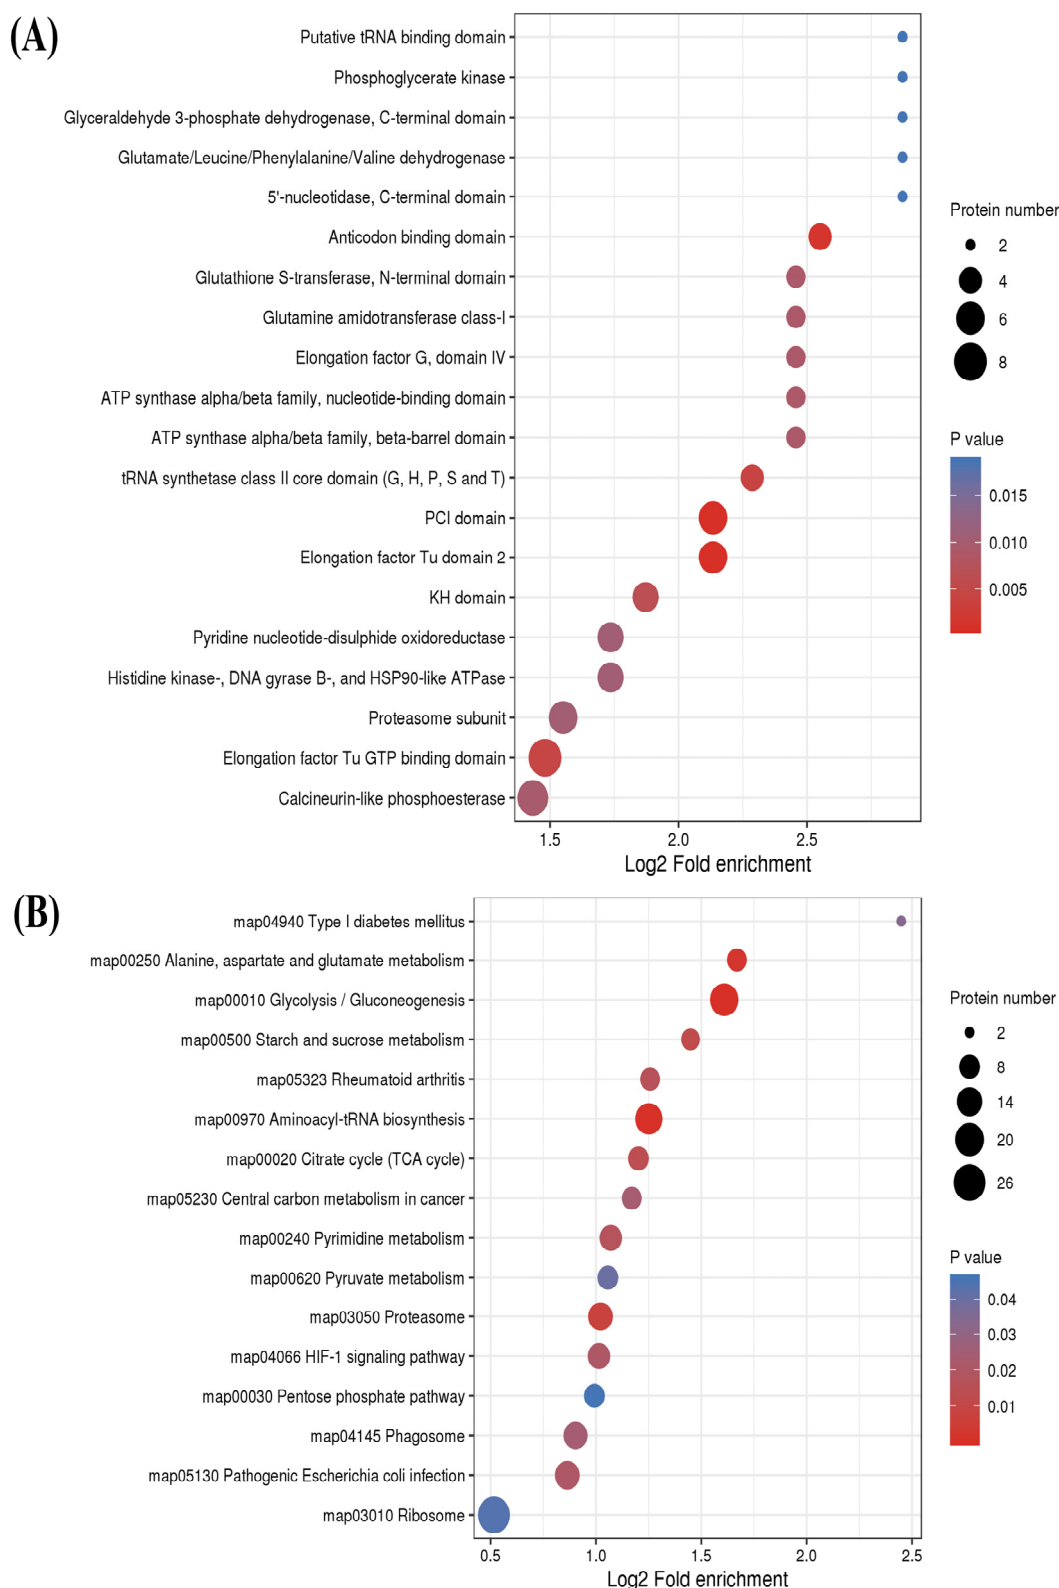 (A)
Putative tRNA binding domain
Phosphoglycerate kinase
Glyceraldehyde 3-phosphate dehydrogenase, C-terminal domain
Glutamate/Leucine/Phenylalanine/Valine dehydrogenase
5'-nucleotidase, C-terminal domain
Anticodon binding domain
Glutathione S-transferase, N-terminal domain
Glutamine amidotransferase class-I
Elongation factor G, domain IV
ATP synthase alpha/beta family, nucleotide-binding domain
ATP synthase alpha/beta family, beta-barrel domain
tRNA synthetase class II core domain (G, H, P, S and T)
PCI domain
Elongation factor Tu domain 2
KH domain
Pyridine nucleotide-disulphide oxidoreductase
Histidine kinase-, DNA gyrase B-, and HSP90-like ATPase
Proteasome subunit
Elongation factor Tu GTP binding domain
Calcineurin-like phosphoesterase
1.5 2.0 2.5
Log2 Fold enrichment
Protein number
2
4
6
8
P value
0.015
0.010
0.005
(B)
map04940 Type I diabetes mellitus
map00250 Alanine, aspartate and glutamate metabolism
map00010 Glycolysis / Gluconeogenesis
map00500 Starch and sucrose metabolism
map05323 Rheumatoid arthritis
map00970 Aminoacyl-tRNA biosynthesis
map00020 Citrate cycle (TCA cycle)
map05230 Central carbon metabolism in cancer
map00240 Pyrimidine metabolism
map00620 Pyruvate metabolism
map03050 Proteasome
map04066 HIF-1 signaling pathway
map00030 Pentose phosphate pathway
map04145 Phagosome
map05130 Pathogenic Escherichia coli infection
map03010 Ribosome
0.5 1.0 1.5 2.0 2.5
Log2 Fold enrichment
Protein number
2
8
14
20
26
P value
0.04
0.03
0.02
0.01